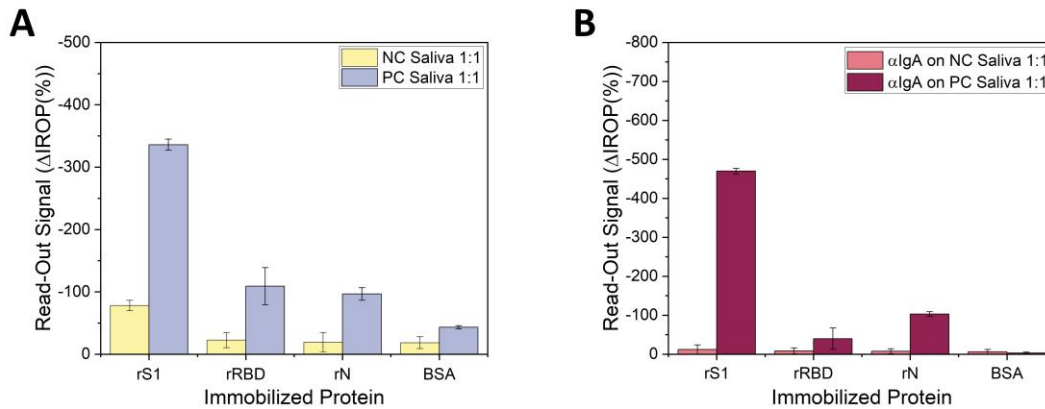 A
Read-Out Signal (ΔIROP(%))
-500
-400
-300
-200
-100
0
NC Saliva 1:1
PC Saliva 1:1
rS1 rRBD rN BSA
Immobilized Protein
B
Read-Out Signal (ΔIROP(%))
-800
-700
-600
-500
-400
-300
-200
-100
0
αIgA on NC Saliva 1:1
αIgA on PC Saliva 1:1
rS1 rRBD rN BSA
Immobilized Protein